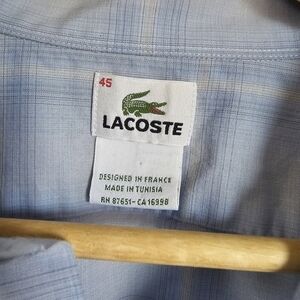 45
LACOSTE
DESIGNED IN FRANCE
MADE IN TUNISIA
RN 87651-CA 16998